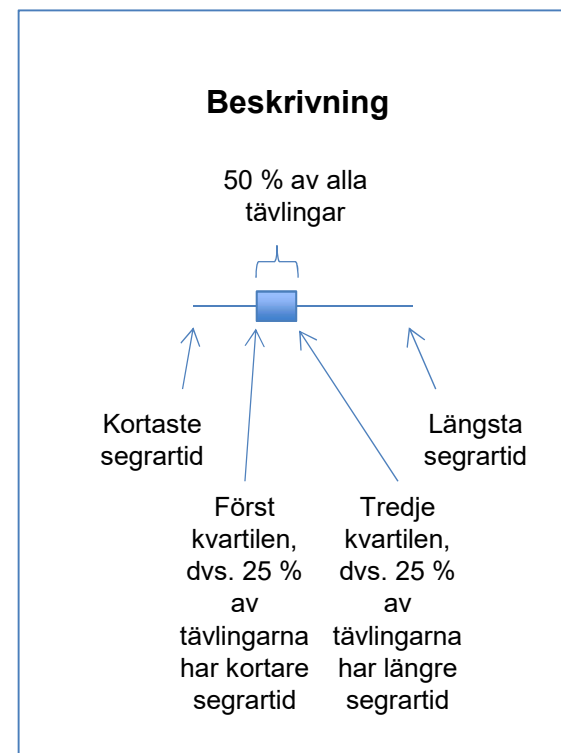 Beskrivning
50 % av alla
tävlingar
Kortaste
segrartid
Längsta
segrartid
Först
kvartilen,
dvs. 25 %
av
tävlingarna
har kortare
segrartid
Tredje
kvartilen,
dvs. 25 %
av
tävlingarna
har längre
segrartid